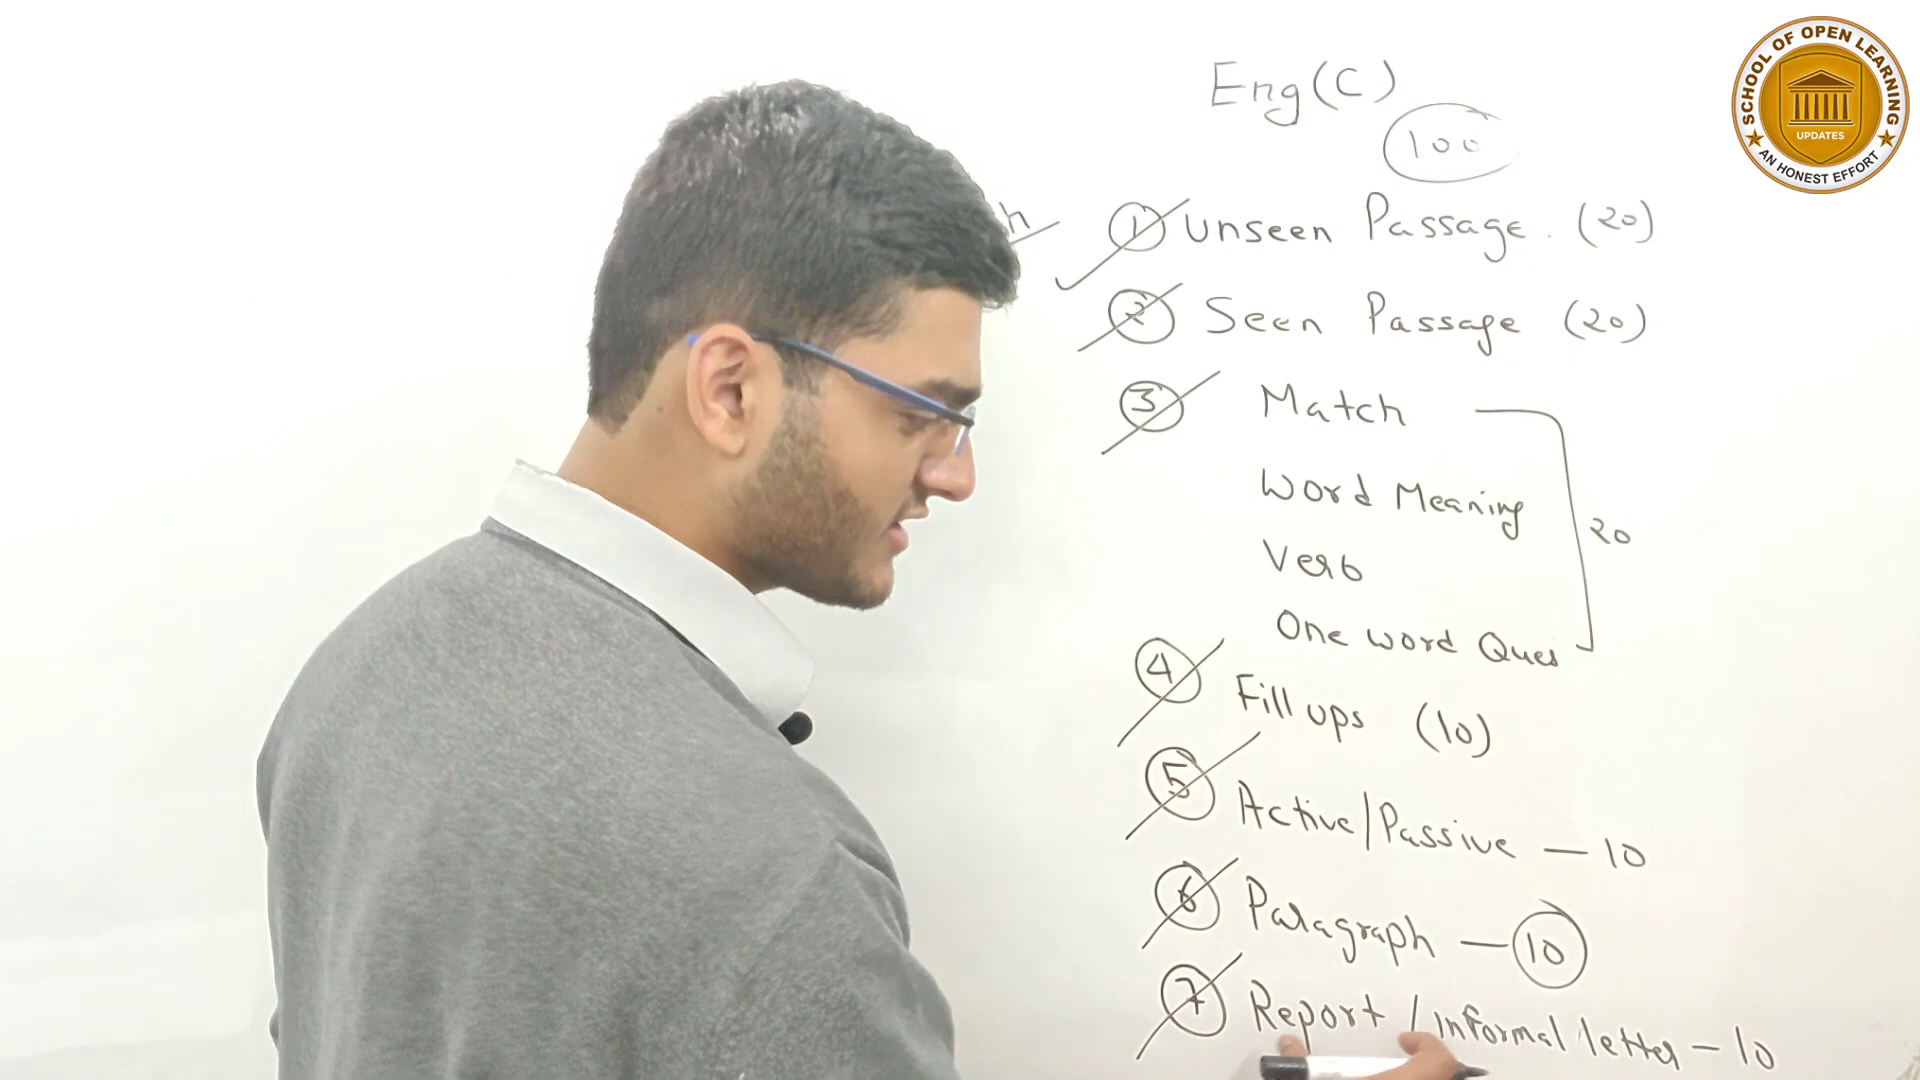 Eng (C)
100
SCHOOL OF OPEN LEARNING
UPDATES
AN HONEST EFFORT
h
1 Unseen Passage. (20)
2 Seen Passage (20)
3 Match
Word Meaning
20
Verb
One word Ques
4 Fill ups (10)
5 Active/Passive — 10
6 Paragraph — 10
7 Report / informal letter - 10